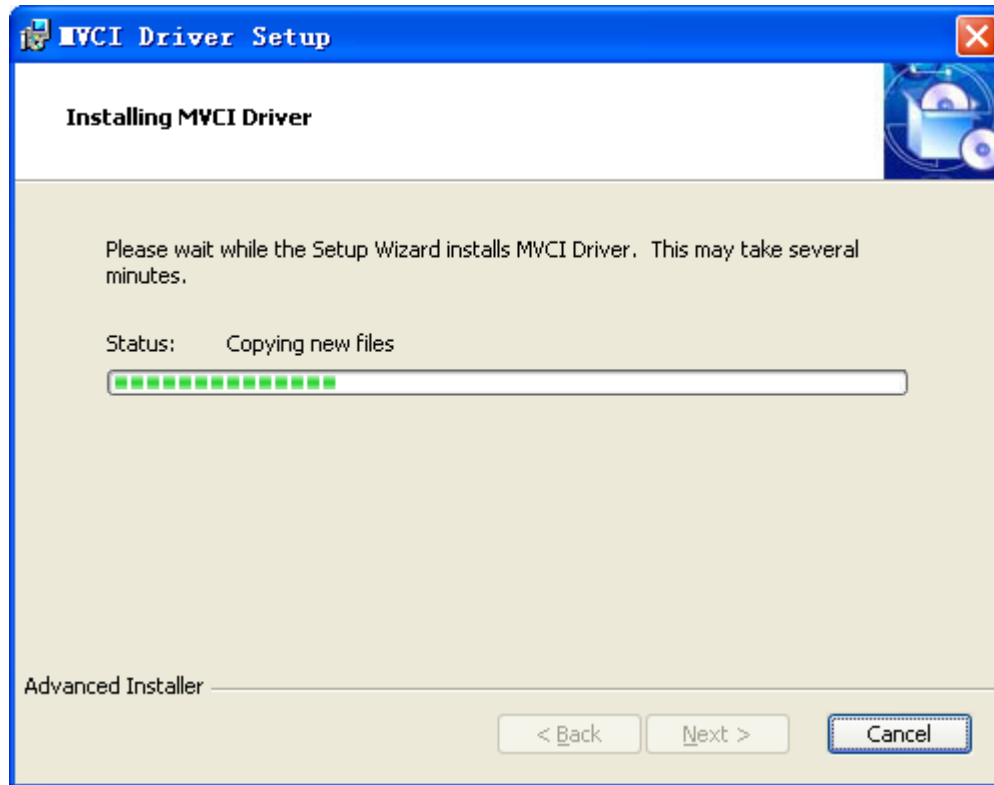 MVCI Driver Setup
Installing MVCI Driver
Please wait while the Setup Wizard installs MVCI Driver.  This may take several
minutes.
Status: Copying new files
Advanced Installer
< Back Next > Cancel